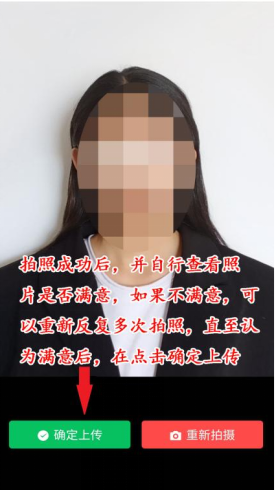 拍照成功后，并自行查看照
片是否满意，如果不满意，可
以重新反复多次拍照，直至认
为满意后，在点击确定上传
确定上传
重新拍摄